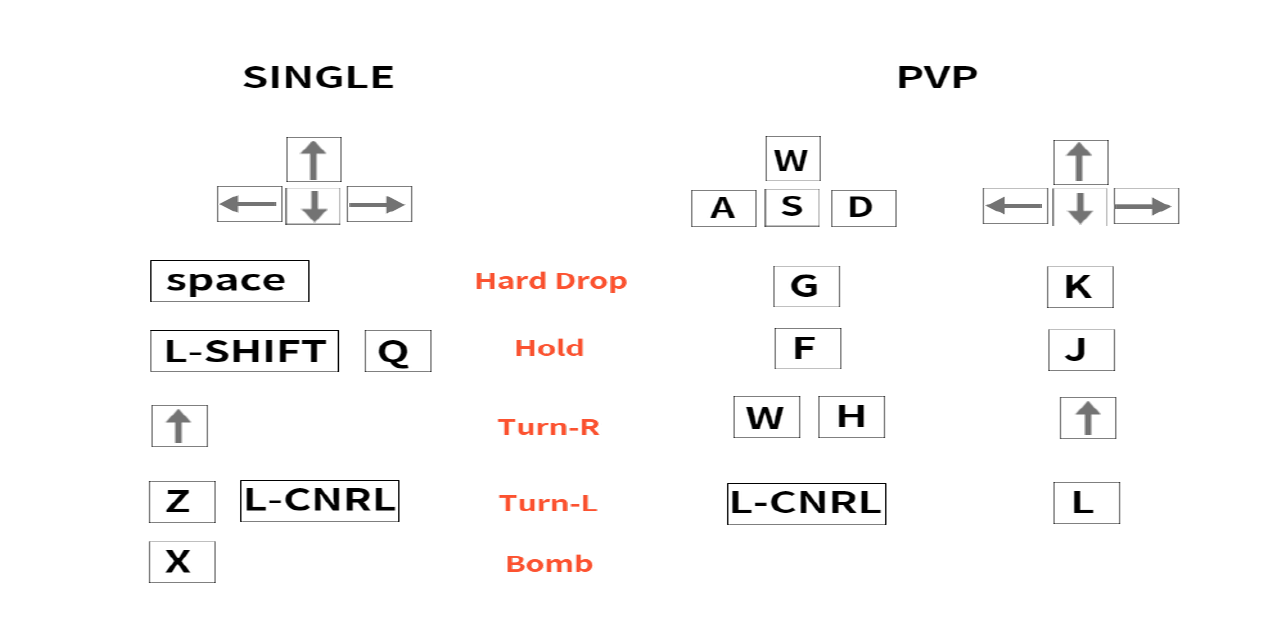 SINGLE PVP
↑ W ↑
← ↓ → A S D ← ↓ →
space Hard Drop G K
L-SHIFT Q Hold F J
↑ Turn-R W H ↑
Z L-CNRL Turn-L L-CNRL L
X Bomb